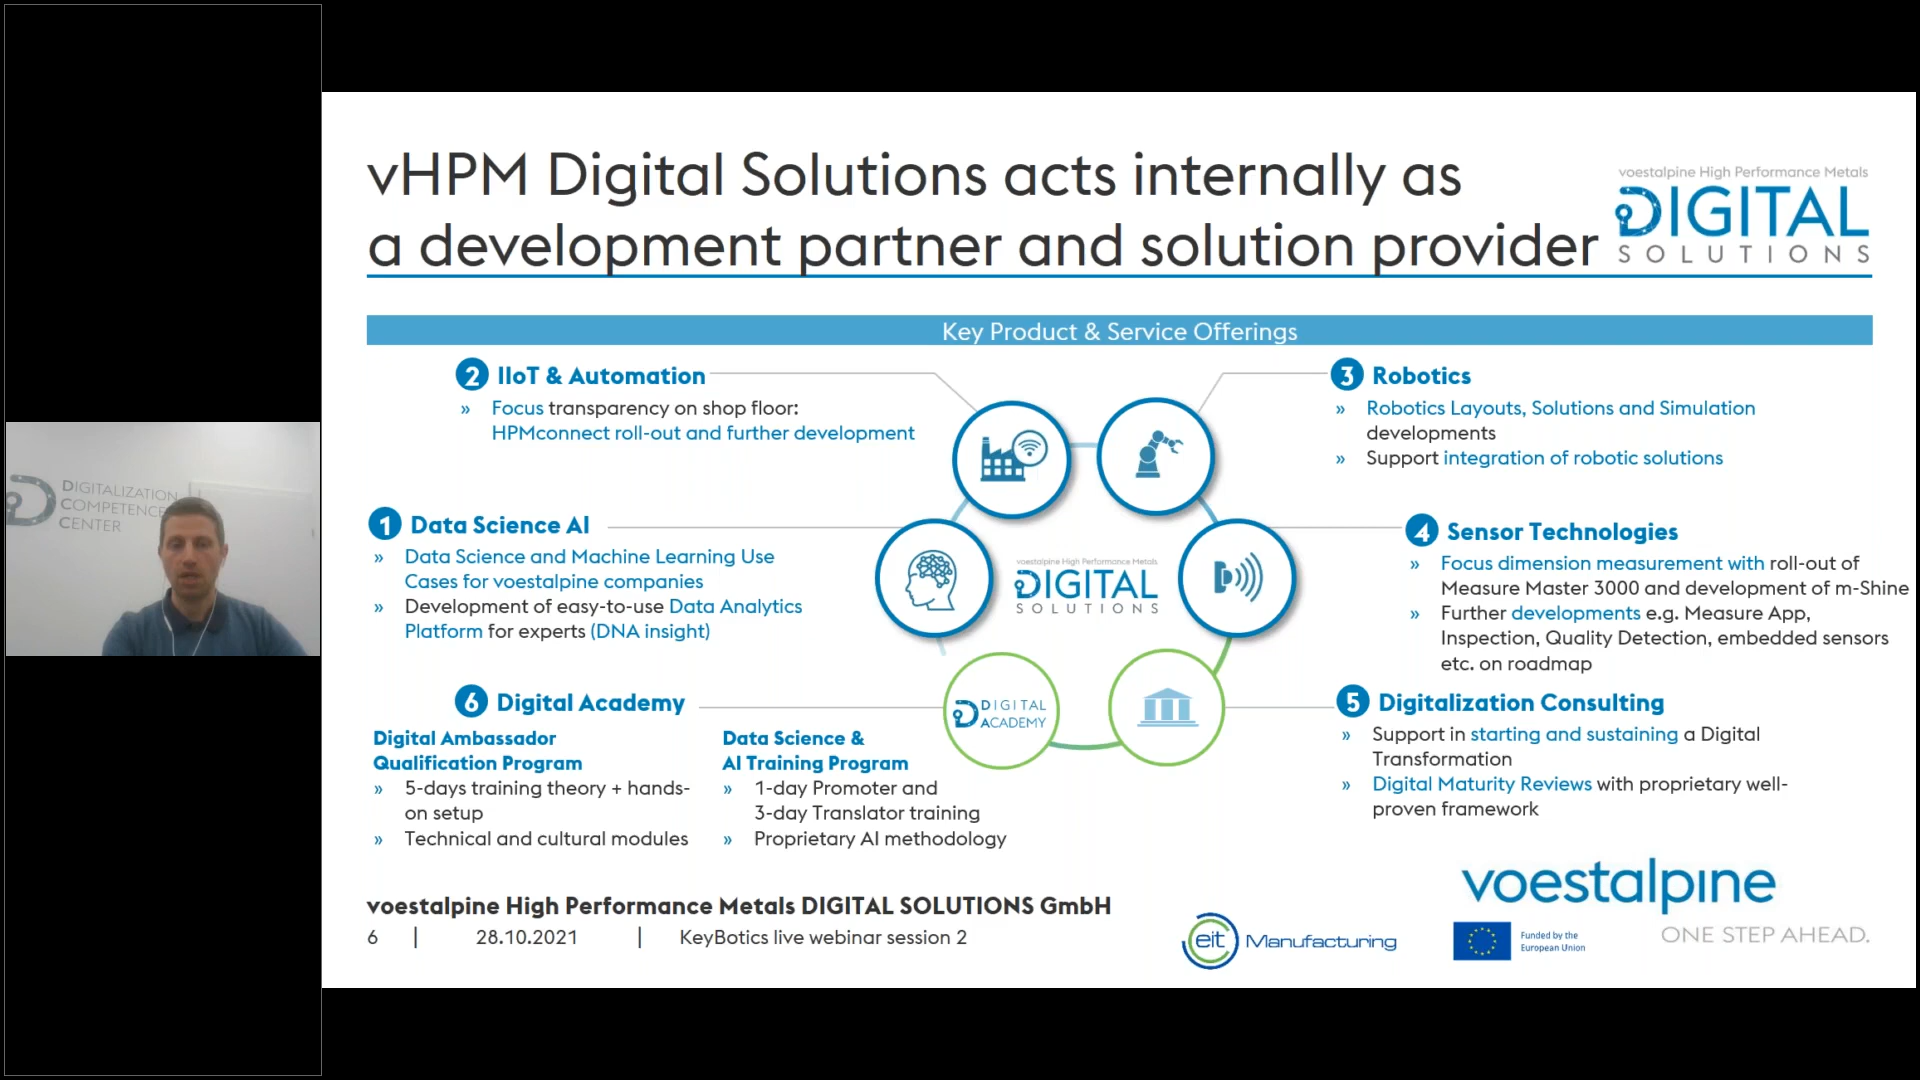 vHPM Digital Solutions acts internally as
a development partner and solution provider
voestalpine High Performance Metals
DIGITAL
SOLUTIONS
Key Product & Service Offerings
2 IIoT & Automation
» Focus transparency on shop floor:
HPMconnect roll-out and further development
3 Robotics
» Robotics Layouts, Solutions and Simulation
developments
» Support integration of robotic solutions
1 Data Science AI
» Data Science and Machine Learning Use
Cases for voestalpine companies
» Development of easy-to-use Data Analytics
Platform for experts (DNA insight)
voestalpine High Performance Metals
DIGITAL
SOLUTIONS
4 Sensor Technologies
» Focus dimension measurement with roll-out of
Measure Master 3000 and development of m-Shine
» Further developments e.g. Measure App,
Inspection, Quality Detection, embedded sensors
etc. on roadmap
6 Digital Academy
Digital Ambassador
Qualification Program
» 5-days training theory + hands-
on setup
» Technical and cultural modules
Data Science &
AI Training Program
» 1-day Promoter and
3-day Translator training
» Proprietary AI methodology
DIGITAL
ACADEMY
5 Digitalization Consulting
» Support in starting and sustaining a Digital
Transformation
» Digital Maturity Reviews with proprietary well-
proven framework
voestalpine High Performance Metals DIGITAL SOLUTIONS GmbH
6 | 28.10.2021 | KeyBotics live webinar session 2
eit Manufacturing
Funded by the
European Union
voestalpine
ONE STEP AHEAD.
DIGITALIZATION
COMPETENCE
CENTER